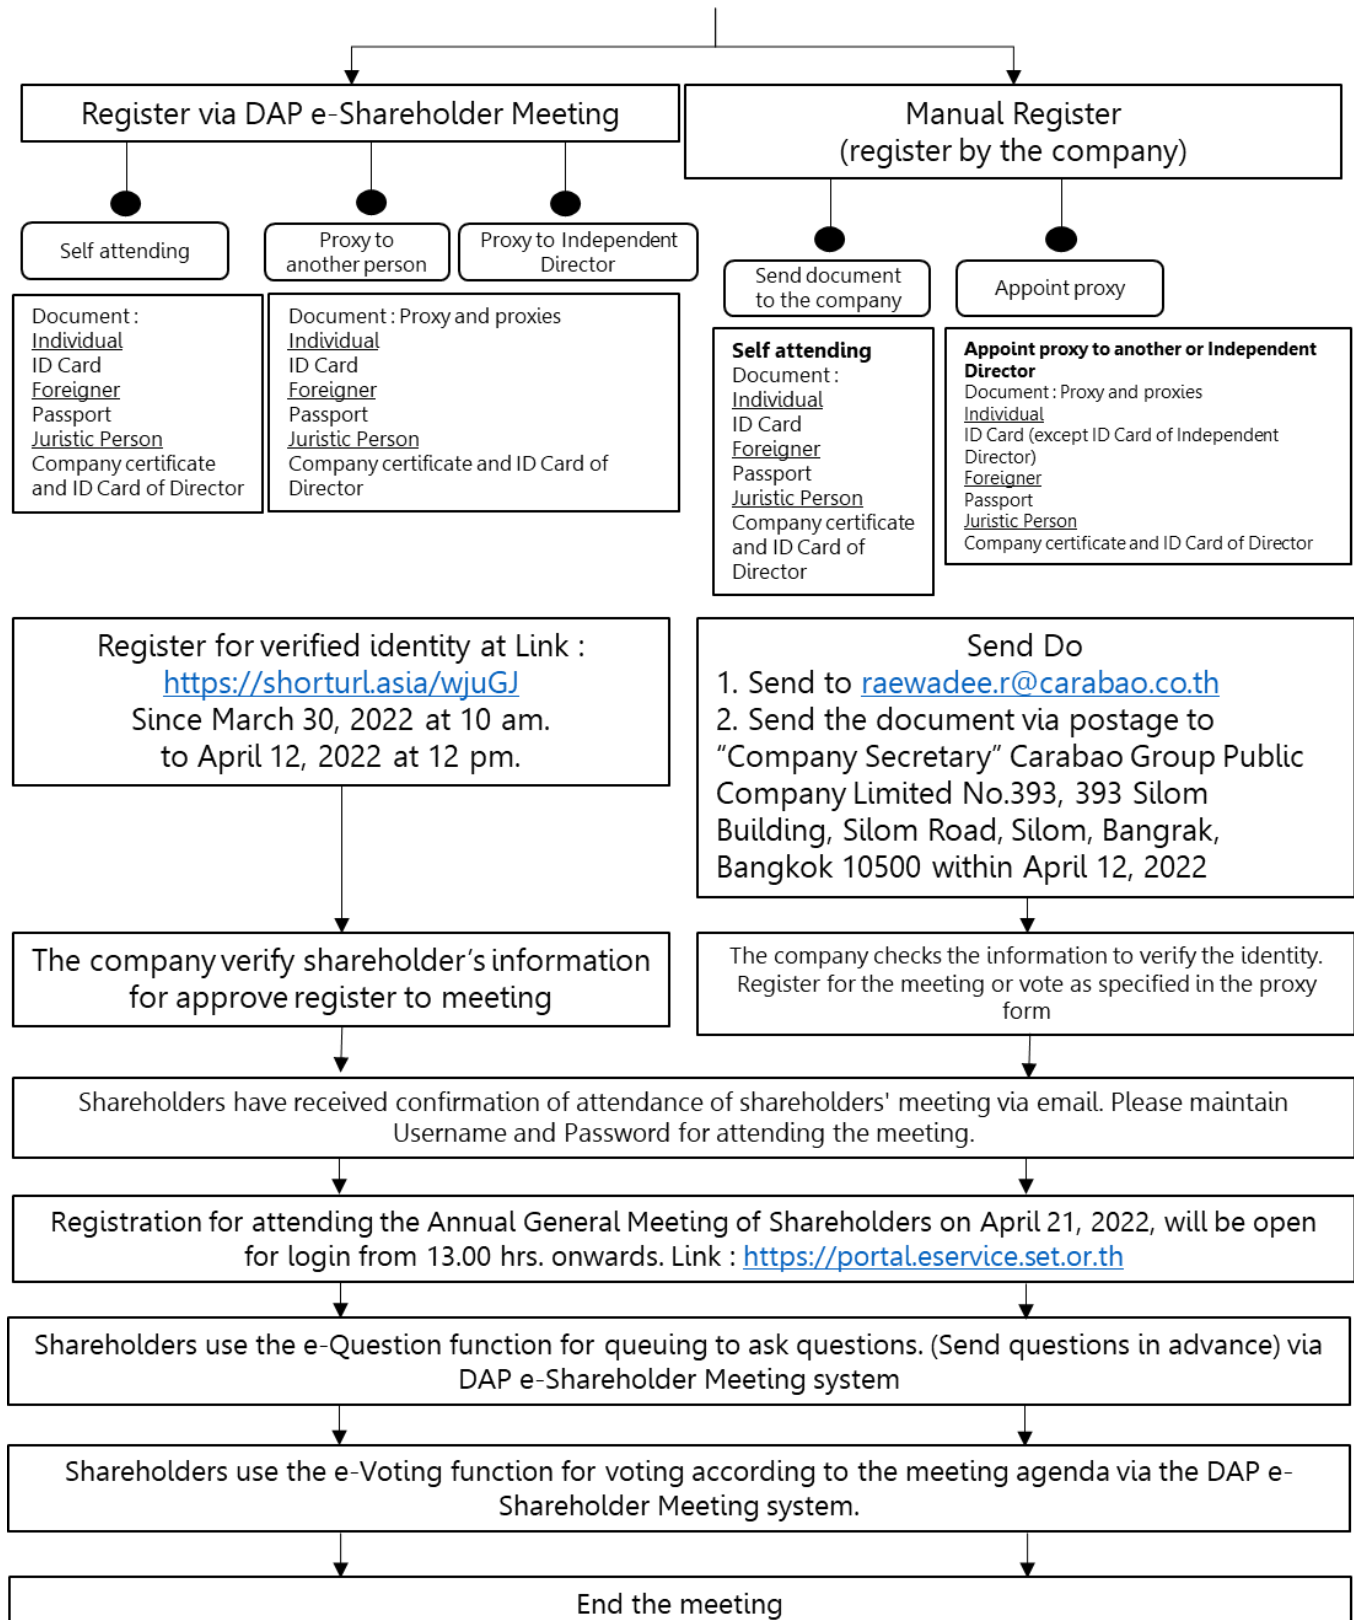 Register via DAP e-Shareholder Meeting
Manual Register
(register by the company)
Self attending
Proxy to
another person
Proxy to Independent
Director
Send document
to the company
Appoint proxy
Document :
Individual
ID Card
Foreigner
Passport
Juristic Person
Company certificate
and ID Card of Director
Document : Proxy and proxies
Individual
ID Card
Foreigner
Passport
Juristic Person
Company certificate and ID Card of
Director
Self attending
Document :
Individual
ID Card
Foreigner
Passport
Juristic Person
Company certificate
and ID Card of
Director
Appoint proxy to another or Independent
Director
Document : Proxy and proxies
Individual
ID Card (except ID Card of Independent
Director)
Foreigner
Passport
Juristic Person
Company certificate and ID Card of Director
Register for verified identity at Link :
https://shorturl.asia/wjuGJ
Since March 30, 2022 at 10 am.
to April 12, 2022 at 12 pm.
Send Do
1. Send to raewadee.r@carabao.co.th
2. Send the document via postage to
“Company Secretary” Carabao Group Public
Company Limited No.393, 393 Silom
Building, Silom Road, Silom, Bangrak,
Bangkok 10500 within April 12, 2022
The company verify shareholder’s information
for approve register to meeting
The company checks the information to verify the identity.
Register for the meeting or vote as specified in the proxy
form
Shareholders have received confirmation of attendance of shareholders' meeting via email. Please maintain
Username and Password for attending the meeting.
Registration for attending the Annual General Meeting of Shareholders on April 21, 2022, will be open
for login from 13.00 hrs. onwards. Link : https://portal.eservice.set.or.th
Shareholders use the e-Question function for queuing to ask questions. (Send questions in advance) via
DAP e-Shareholder Meeting system
Shareholders use the e-Voting function for voting according to the meeting agenda via the DAP e-
Shareholder Meeting system.
End the meeting